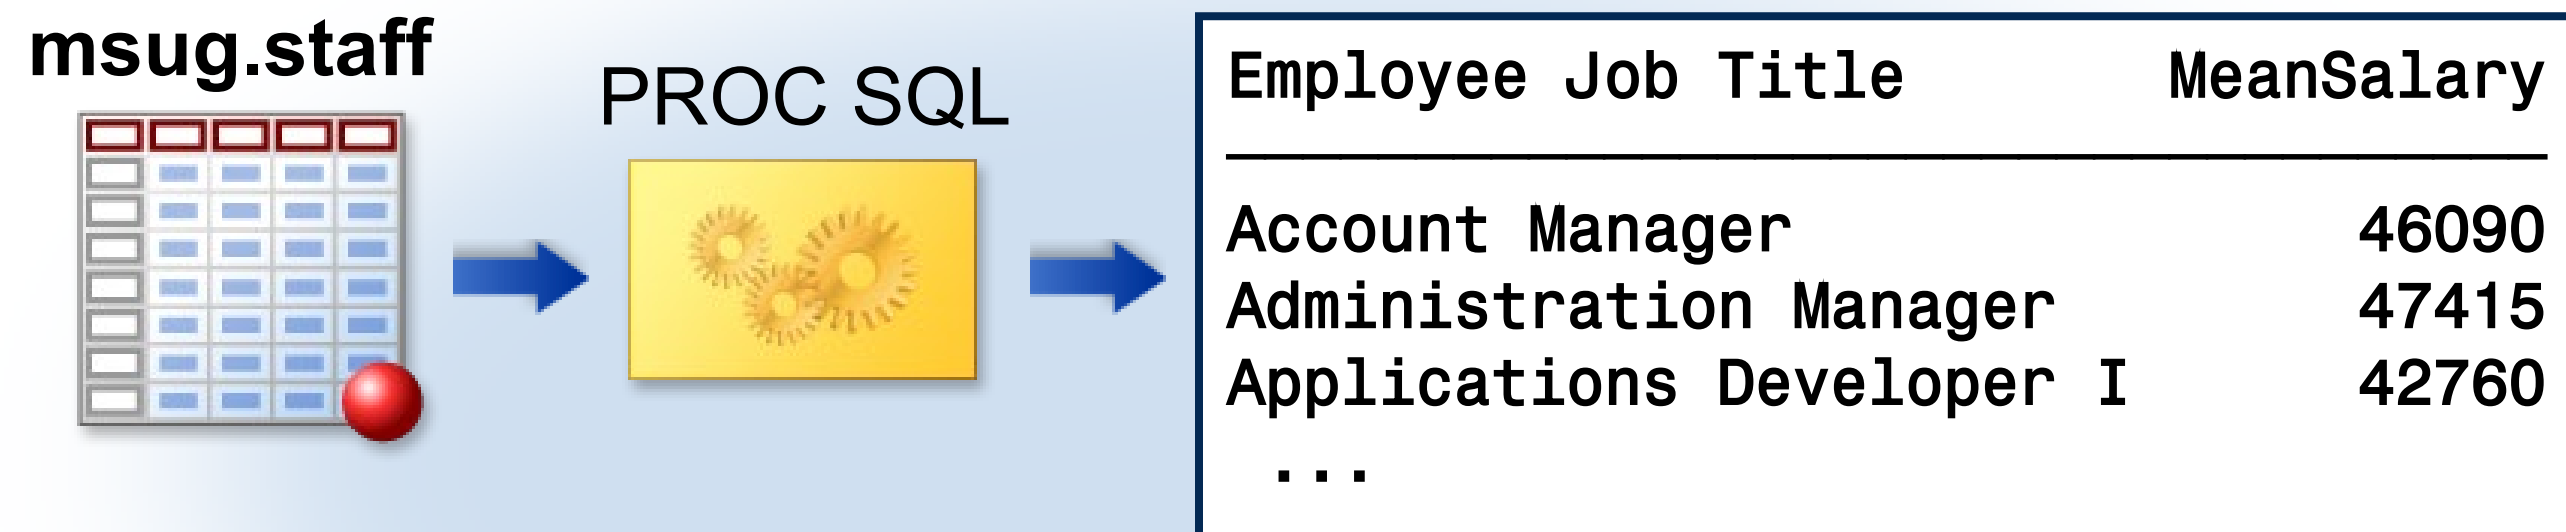 msug.staff
PROC SQL
Employee Job Title MeanSalary
Account Manager 46090
Administration Manager 47415
Applications Developer I 42760
...